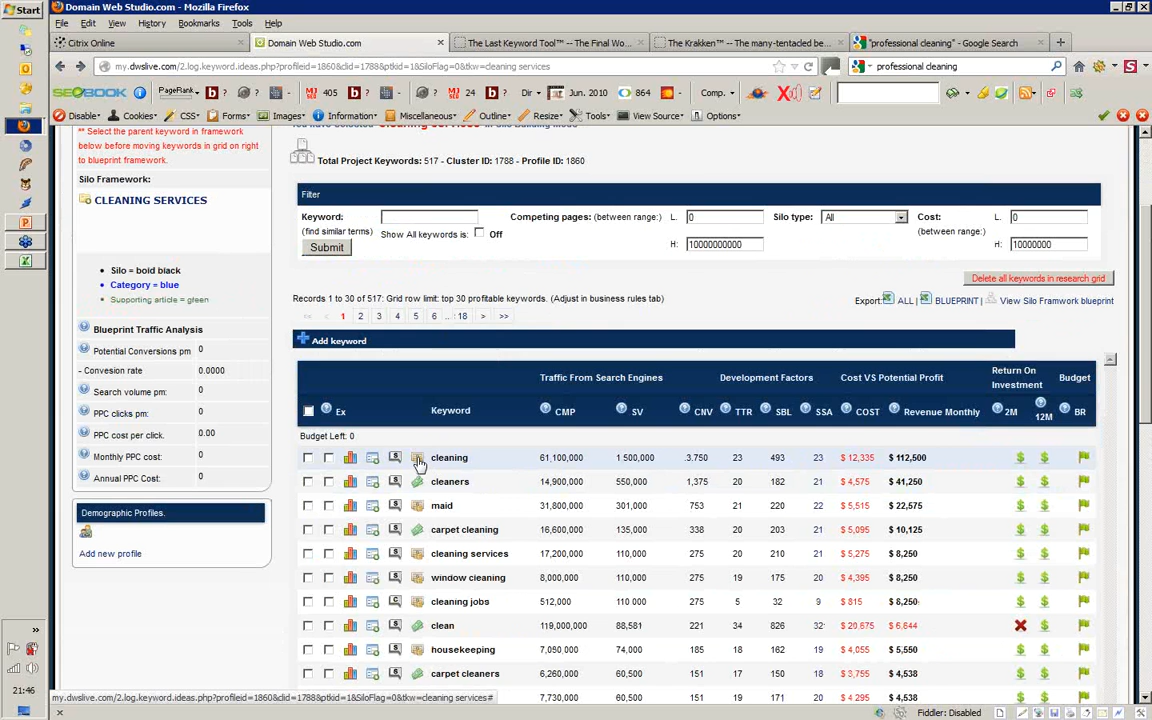 Start
Domain Web Studio.com - Mozilla Firefox
File Edit View History Bookmarks Tools Help
Citrix Online
Domain Web Studio.com
The Last Keyword Tool™ -- The Final Wo...
The Krakken™ -- The many-tentacled be...
"professional cleaning" - Google Search
my.dwslive.com/2.log.keyword.ideas.php?profileid=1860&clid=1788&ptkid=1&SiloFlag=0&tkw=cleaning services
professional cleaning
SEOBOOK PageRank 405 24 Dir Jun. 2010 864 Comp.
Disable Cookies CSS Forms Images Information Miscellaneous Outline Resize Tools View Source Options
** Select the parent keyword in framework
below before moving keywords in grid on right
to blueprint framework.
Silo Framework:
CLEANING SERVICES
Silo = bold black
Category = blue
Supporting article = green
Blueprint Traffic Analysis
Potential Conversions pm 0
- Convesion rate 0.0000
Search volume pm: 0
PPC clicks pm: 0
PPC cost per click. 0.00
Monthly PPC cost: 0
Annual PPC Cost: 0
Demographic Profiles.
Add new profile
21:46
Total Project Keywords: 517 - Cluster ID: 1788 - Profile ID: 1860
Filter
Keyword: Competing pages: (between range:) L. 0 Silo type: All Cost: L. 0
(find similar terms) Show All keywords is: Off (between range:)
Submit H: 10000000000 H: 10000000
Delete all keywords in research grid
Records 1 to 30 of 517: Grid row limit: top 30 profitable keywords. (Adjust in business rules tab)
Export: ALL | BLUEPRINT | View Silo Framwork blueprint
<< < 1 2 3 4 5 6 .. 18 > >>
Add keyword
Traffic From Search Engines Development Factors Cost VS Potential Profit Return On Investment Budget
Ex Keyword CMP SV CNV TTR SBL SSA COST Revenue Monthly 2M 12M BR
Budget Left: 0
cleaning 61,100,000 1 500,000 3,750 23 493 23 $ 12,335 $ 112,500
cleaners 14,900,000 550,000 1,375 20 182 21 $ 4,575 $ 41,250
maid 31,800,000 301,000 753 21 220 22 $ 5,515 $ 22,575
carpet cleaning 16,600,000 135,000 338 20 203 21 $ 5,095 $ 10,125
cleaning services 17,200,000 110,000 275 20 210 21 $ 5,275 $ 8,250
window cleaning 8,000,000 110,000 275 19 175 20 $ 4,395 $ 8,250
cleaning jobs 512,000 110 000 275 5 32 9 $ 815 $ 8,250
clean 119,000,000 88,581 221 34 826 32 $ 20,675 $ 6,644
housekeeping 7,050,000 74,000 185 18 162 19 $ 4,055 $ 5,550
carpet cleaners 6,260,000 60,500 151 17 150 18 $ 4,538
7,730,000 60,500 151 19 172 20 $ 4 295 $ 4,538
my.dwslive.com/2.log.keyword.ideas.php?profileid=1860&clid=1788&ptkid=1&SiloFlag=0&tkw=cleaning services#
Fiddler: Disabled